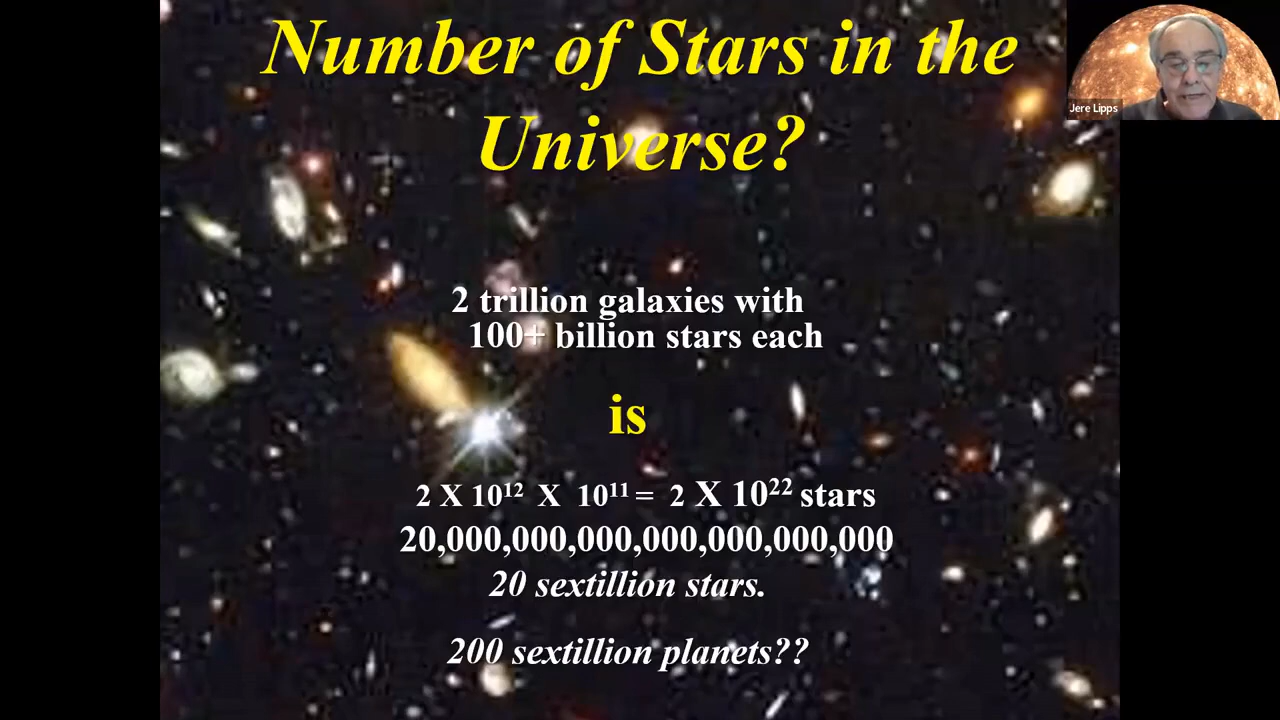 Number of Stars in the
Universe?
Jere Lipps
2 trillion galaxies with
100+ billion stars each
is
2 X 10¹² X 10¹¹ = 2 X 10²² stars
20,000,000,000,000,000,000,000
20 sextillion stars.
200 sextillion planets??